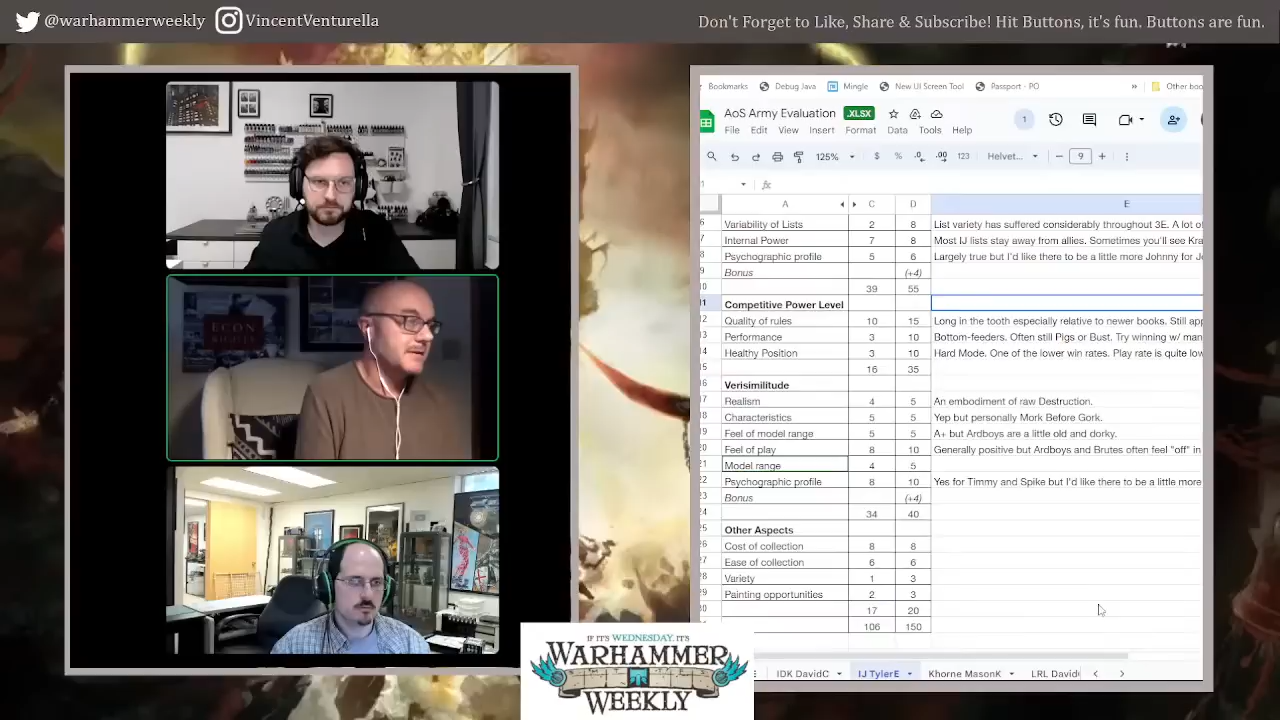 @warhammerweekly VincentVenturella
Don't Forget to Like, Share & Subscribe! Hit Buttons, it's fun. Buttons are fun.
Bookmarks Debug Java Mingle New UI Screen Tool Passport - PO » Other boo
AoS Army Evaluation .XLSX
1
File Edit View Insert Format Data Tools Help
125% $ % .0 .00 123 Helvet... − 9 +
fx
A C D E
Variability of Lists 2 8 List variety has suffered considerably throughout 3E. A lot of
Internal Power 7 8 Most IJ lists stay away from allies. Sometimes you'll see Kra
Psychographic profile 5 6 Largely true but I'd like there to be a little more Johnny for Jo
Bonus (+4)
39 55
Competitive Power Level
Quality of rules 10 15 Long in the tooth especially relative to newer books. Still app
Performance 3 10 Bottom-feeders. Often still Pigs or Bust. Try winning w/ man
Healthy Position 3 10 Hard Mode. One of the lower win rates. Play rate is quite low
16 35
Verisimilitude
Realism 4 5 An embodiment of raw Destruction.
Characteristics 5 5 Yep but personally Mork Before Gork.
Feel of model range 5 5 A+ but Ardboys are a little old and dorky.
Feel of play 8 10 Generally positive but Ardboys and Brutes often feel "off" in
Model range 4 5
Psychographic profile 8 10 Yes for Timmy and Spike but I'd like there to be a little more
Bonus (+4)
34 40
Other Aspects
Cost of collection 8 8
Ease of collection 6 6
Variety 1 3
Painting opportunities 2 3
17 20
106 150
IDK DavidC IJ TylerE Khorne MasonK LRL David
ECON
IF IT'S WEDNESDAY, IT'S
WARHAMMER
WEEKLY